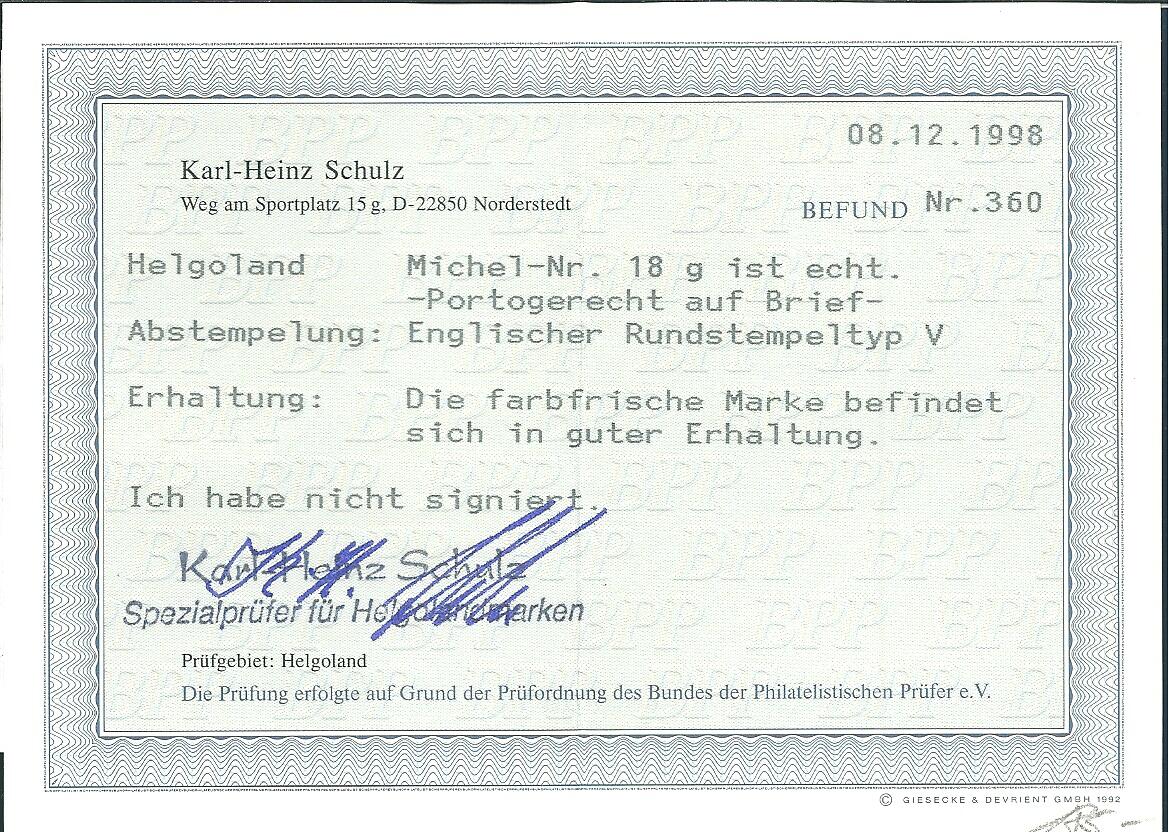 08.12.1998
Karl-Heinz Schulz
Weg am Sportplatz 15 g, D-22850 Norderstedt
BEFUND Nr.360
Helgoland Michel-Nr. 18 g ist echt.
-Portogerecht auf Brief-
Abstempelung: Englischer Rundstempeltyp V
Erhaltung: Die farbfrische Marke befindet
sich in guter Erhaltung.
Ich habe nicht signiert.
Karl-Heinz Schulz
Spezialprüfer für Helgolandmarken
Prüfgebiet: Helgoland
Die Prüfung erfolgte auf Grund der Prüfordnung des Bundes der Philatelistischen Prüfer e.V.
© GIESECKE & DEVRIENT GMBH 1992